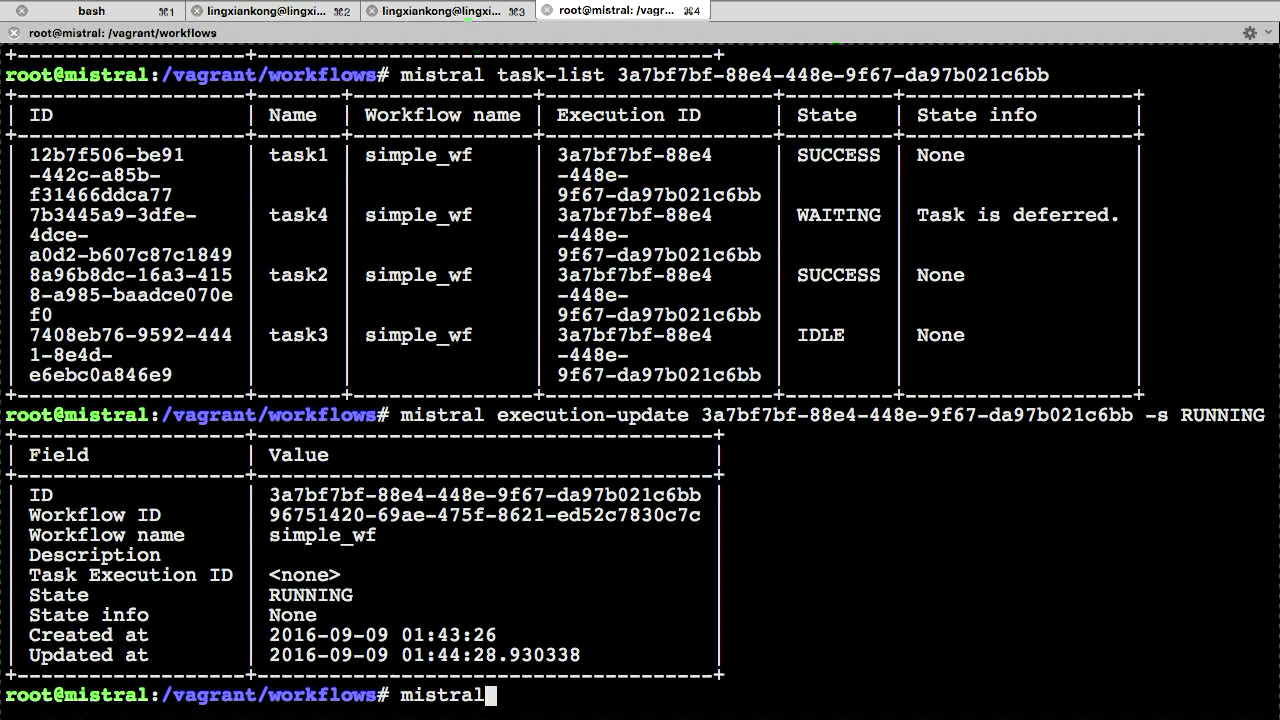 bash ⌘1 lingxiankong@lingxi... ⌘2 lingxiankong@lingxi... ⌘3 root@mistral: /vagr... ⌘4
root@mistral: /vagrant/workflows
+--------------------+-------------------------------------+
root@mistral:/vagrant/workflows# mistral task-list 3a7bf7bf-88e4-448e-9f67-da97b021c6bb
+-------------------+-------+---------------+-------------------+---------+-------------------+
| ID | Name | Workflow name | Execution ID | State | State info |
+-------------------+-------+---------------+-------------------+---------+-------------------+
| 12b7f506-be91 | task1 | simple_wf | 3a7bf7bf-88e4 | SUCCESS | None |
| -442c-a85b- | | | -448e- | | |
| f31466ddca77 | | | 9f67-da97b021c6bb | | |
| 7b3445a9-3dfe- | task4 | simple_wf | 3a7bf7bf-88e4 | WAITING | Task is deferred. |
| 4dce- | | | -448e- | | |
| a0d2-b607c87c1849 | | | 9f67-da97b021c6bb | | |
| 8a96b8dc-16a3-415 | task2 | simple_wf | 3a7bf7bf-88e4 | SUCCESS | None |
| 8-a985-baadce070e | | | -448e- | | |
| f0 | | | 9f67-da97b021c6bb | | |
| 7408eb76-9592-444 | task3 | simple_wf | 3a7bf7bf-88e4 | IDLE | None |
| 1-8e4d- | | | -448e- | | |
| e6ebc0a846e9 | | | 9f67-da97b021c6bb | | |
+-------------------+-------+---------------+-------------------+---------+-------------------+
root@mistral:/vagrant/workflows# mistral execution-update 3a7bf7bf-88e4-448e-9f67-da97b021c6bb -s RUNNING
+-------------------+--------------------------------------+
| Field | Value |
+-------------------+--------------------------------------+
| ID | 3a7bf7bf-88e4-448e-9f67-da97b021c6bb |
| Workflow ID | 96751420-69ae-475f-8621-ed52c7830c7c |
| Workflow name | simple_wf |
| Description | |
| Task Execution ID | <none> |
| State | RUNNING |
| State info | None |
| Created at | 2016-09-09 01:43:26 |
| Updated at | 2016-09-09 01:44:28.930338 |
+-------------------+--------------------------------------+
root@mistral:/vagrant/workflows# mistral